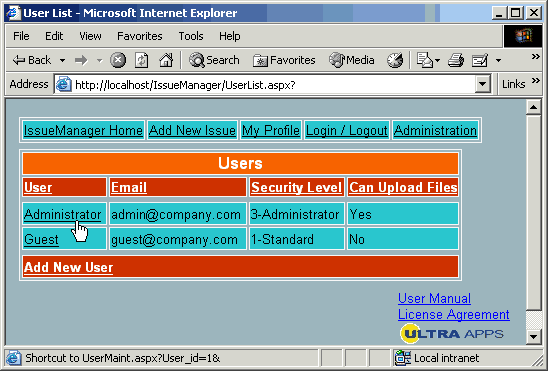 User List - Microsoft Internet Explorer
File Edit View Favorites Tools Help
Back Search Favorites Media
Address http://localhost/IssueManager/UserList.aspx? Links »
IssueManager Home Add New Issue My Profile Login / Logout Administration
Users
User Email Security Level Can Upload Files
Administrator admin@company.com 3-Administrator Yes
Guest guest@company.com 1-Standard No
Add New User
User Manual
License Agreement
ULTRA APPS
Shortcut to UserMaint.aspx?User_id=1& Local intranet